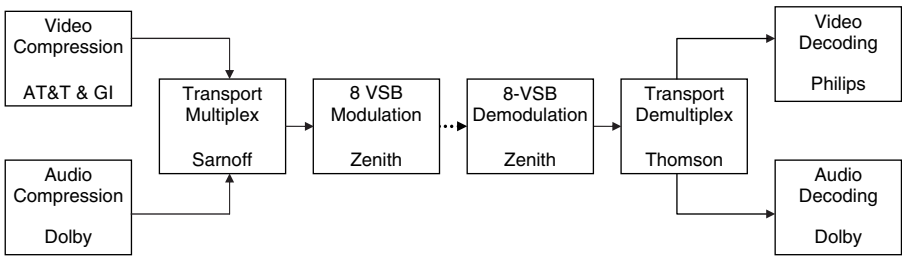 Video
Compression
AT&T & GI
Audio
Compression
Dolby
Transport
Multiplex
Sarnoff
8 VSB
Modulation
Zenith
8-VSB
Demodulation
Zenith
Transport
Demultiplex
Thomson
Video
Decoding
Philips
Audio
Decoding
Dolby